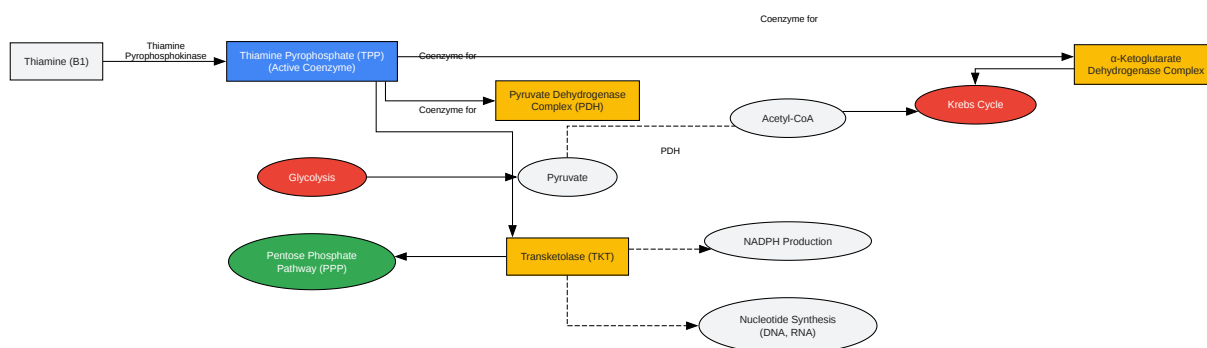 Coenzyme for
Thiamine (B1)
Thiamine
Pyrophosphokinase
Thiamine Pyrophosphate (TPP)
(Active Coenzyme)
Coenzyme for
α-Ketoglutarate
Dehydrogenase Complex
Coenzyme for
Pyruvate Dehydrogenase
Complex (PDH)
Krebs Cycle
Acetyl-CoA
PDH
Glycolysis
Pyruvate
Pentose Phosphate
Pathway (PPP)
Transketolase (TKT)
NADPH Production
Nucleotide Synthesis
(DNA, RNA)